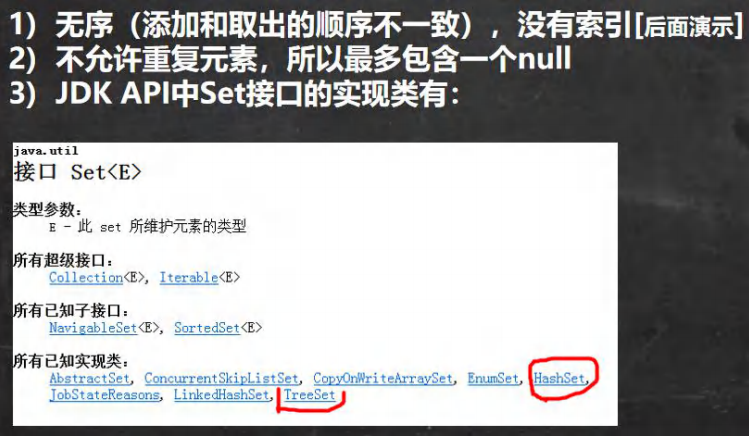 1）无序（添加和取出的顺序不一致），没有索引[后面演示]
2）不允许重复元素，所以最多包含一个null
3）JDK API中Set接口的实现类有：
java.util
接口 Set<E>
类型参数：
E - 此 set 所维护元素的类型
所有超级接口：
Collection<E>, Iterable<E>
所有已知子接口：
NavigableSet<E>, SortedSet<E>
所有已知实现类：
AbstractSet, ConcurrentSkipListSet, CopyOnWriteArraySet, EnumSet, HashSet,
JobStateReasons, LinkedHashSet, TreeSet